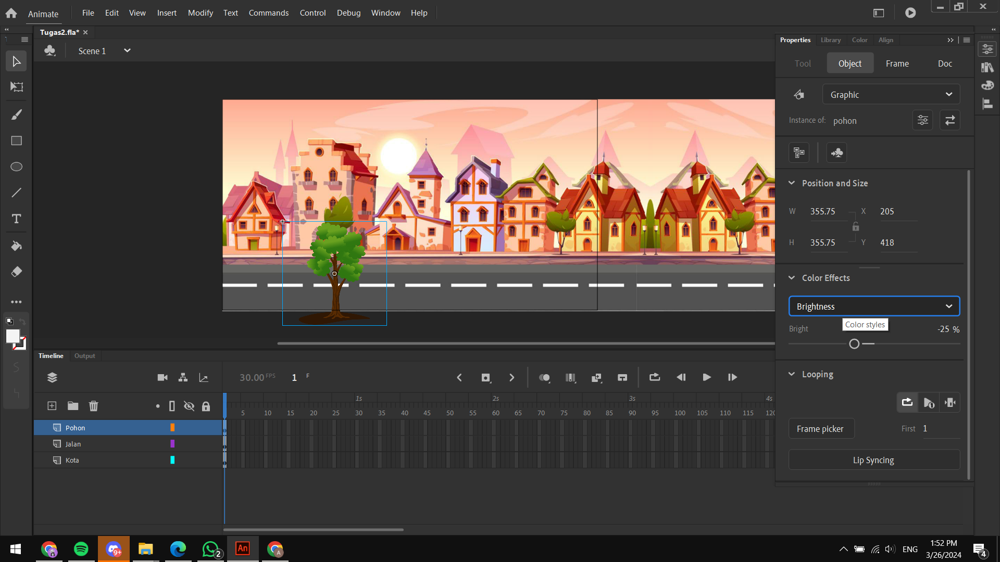 Animate File Edit View Insert Modify Text Commands Control Debug Window Help
Tugas2.fla*
Scene 1
Properties Library Color Align
Tool Object Frame Doc
Graphic
Instance of: pohon
Position and Size
W 355.75 X 205
H 355.75 Y 418
Color Effects
Brightness
Color styles
Bright -25 %
Looping
Frame picker First 1
Lip Syncing
Timeline Output
30.00 FPS 1 F
1s 2s 3s 4s
5 10 15 20 25 30 35 40 45 50 55 60 65 70 75 80 85 90 95 100 105 110 115 120
Pohon
Jalan
Kota
9+ 2 An A
ENG
1:52 PM
3/26/2024
4